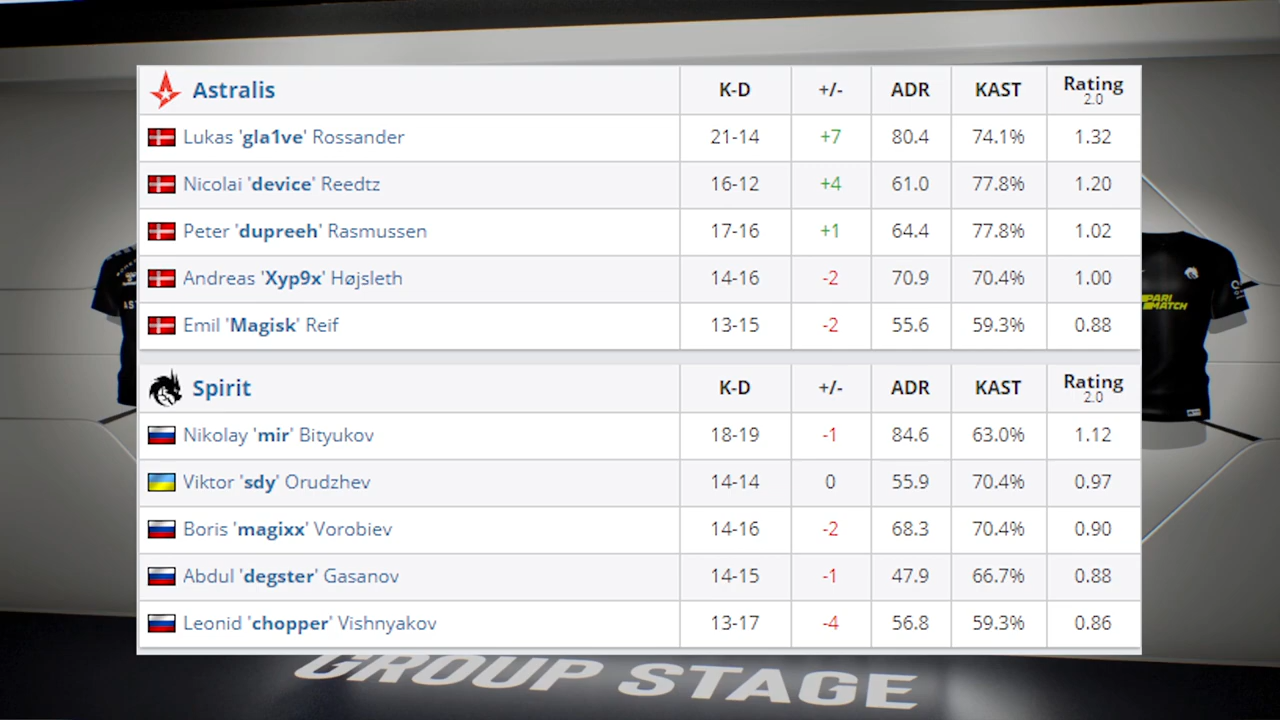 Astralis K-D +/- ADR KAST Rating 2.0
Lukas 'gla1ve' Rossander 21-14 +7 80.4 74.1% 1.32
Nicolai 'device' Reedtz 16-12 +4 61.0 77.8% 1.20
Peter 'dupreeh' Rasmussen 17-16 +1 64.4 77.8% 1.02
Andreas 'Xyp9x' Højsleth 14-16 -2 70.9 70.4% 1.00
Emil 'Magisk' Reif 13-15 -2 55.6 59.3% 0.88
Spirit K-D +/- ADR KAST Rating 2.0
Nikolay 'mir' Bityukov 18-19 -1 84.6 63.0% 1.12
Viktor 'sdy' Orudzhev 14-14 0 55.9 70.4% 0.97
Boris 'magixx' Vorobiev 14-16 -2 68.3 70.4% 0.90
Abdul 'degster' Gasanov 14-15 -1 47.9 66.7% 0.88
Leonid 'chopper' Vishnyakov 13-17 -4 56.8 59.3% 0.86
PARI
MATCH
GROUP STAGE